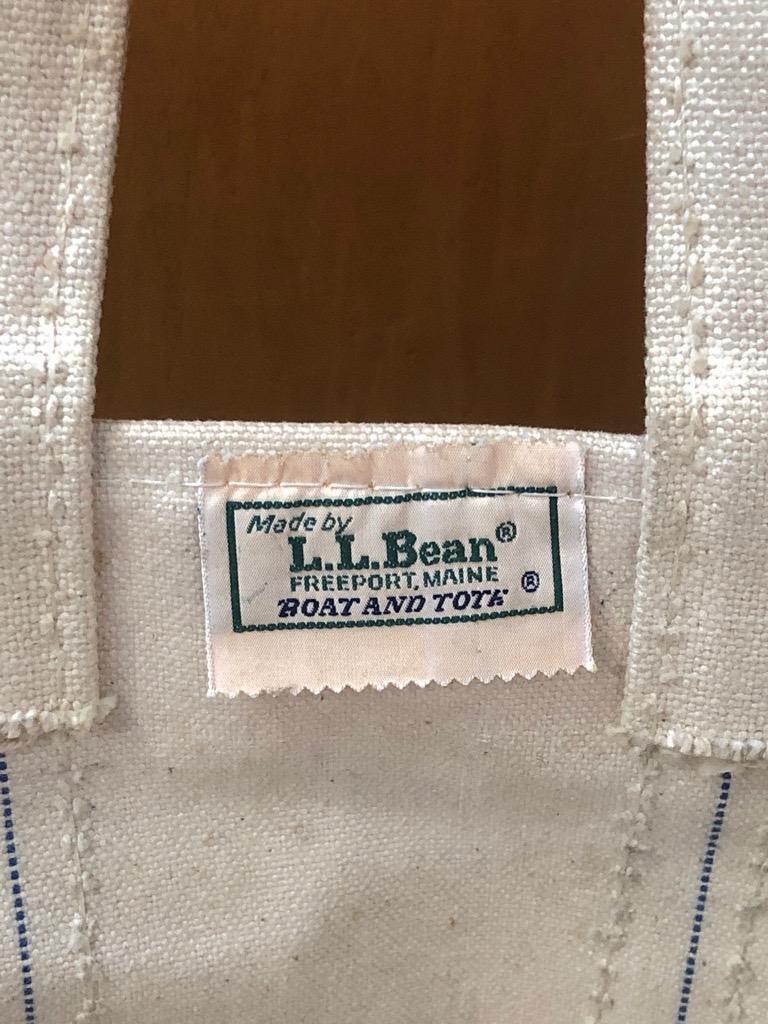 Made by
L.L.Bean®
FREEPORT, MAINE
BOAT AND TOTE ®